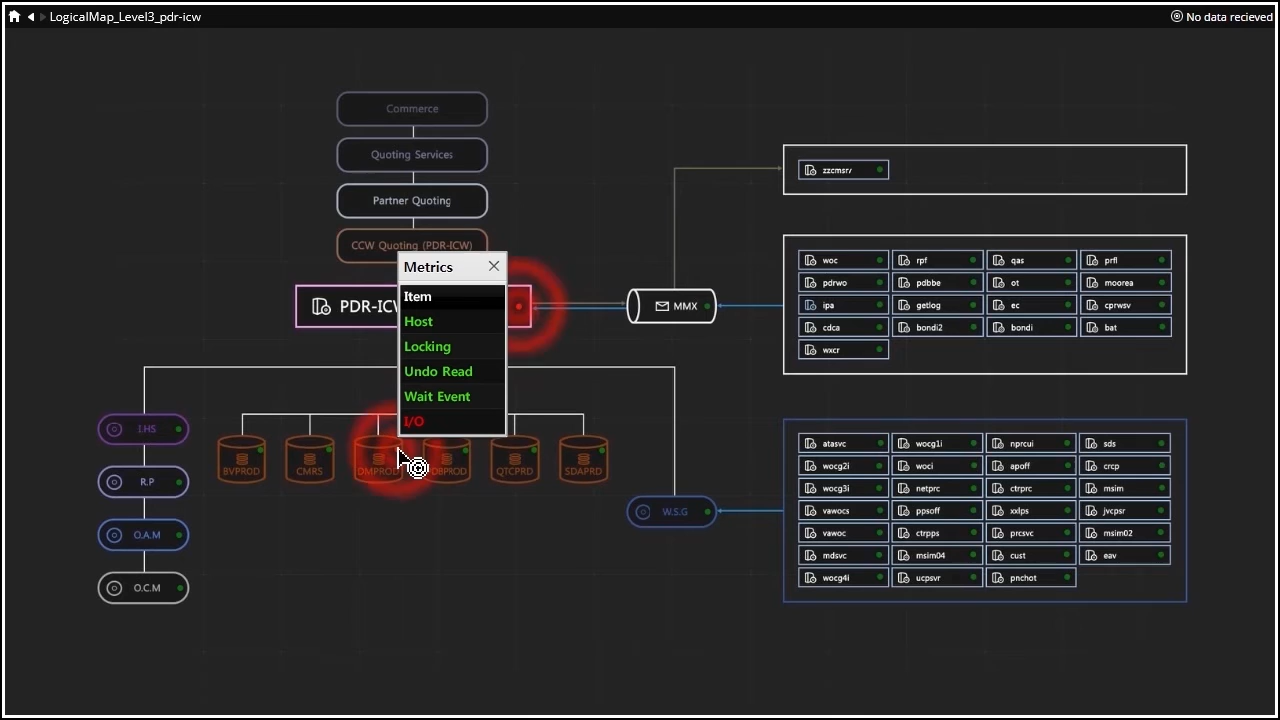 LogicalMap_Level3_pdr-icw
No data recieved
Commerce
Quoting Services
Partner Quoting
CCW Quoting (PDR-ICW)
Metrics
Item
Host
Locking
Undo Read
Wait Event
I/O
MMX
I.HS
R.P
O.A.M
O.C.M
BVPROD
CMRS
QTCPRD
SDAPRD
W.S.G
woc rpf qas prfl
pdrwo pdbbe ot moorea
ipa getlog ec cprwsv
cdca bondi2 bondi bat
wxcr
atasvc wocg1i nprcui sds
wocg2i woci apoff crcp
wocg3i netprc ctrprc msim
vawocs ppsoff xxlps jvcpsr
vawoc ctrpps prcsvc msim02
mdsvc msim04 cust eav
wocg4i ucpsvr pnchot